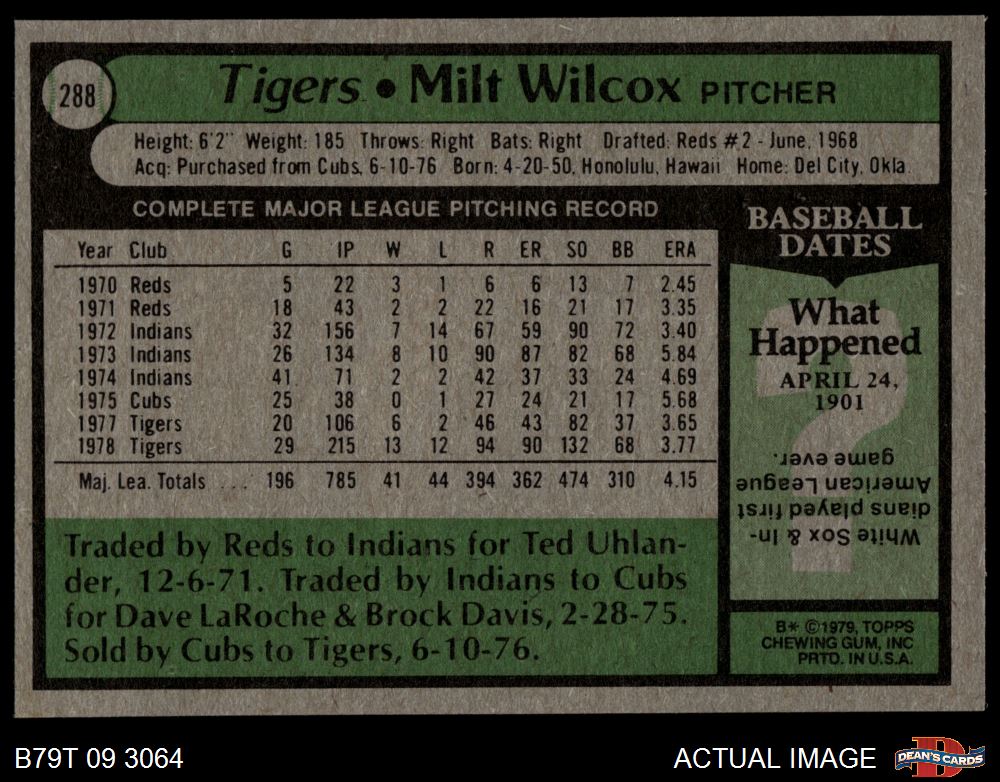 288
Tigers • Milt Wilcox PITCHER
Height: 6'2" Weight: 185 Throws: Right Bats: Right Drafted: Reds #2 - June, 1968
Acq: Purchased from Cubs, 6-10-76 Born: 4-20-50, Honolulu, Hawaii Home: Del City, Okla.
COMPLETE MAJOR LEAGUE PITCHING RECORD
Year Club G IP W L R ER SO BB ERA
1970 Reds 5 22 3 1 6 6 13 7 2.45
1971 Reds 18 43 2 2 22 16 21 17 3.35
1972 Indians 32 156 7 14 67 59 90 72 3.40
1973 Indians 26 134 8 10 90 87 82 68 5.84
1974 Indians 41 71 2 2 42 37 33 24 4.69
1975 Cubs 25 38 0 1 27 24 21 17 5.68
1977 Tigers 20 106 6 2 46 43 82 37 3.65
1978 Tigers 29 215 13 12 94 90 132 68 3.77
Maj. Lea. Totals ... 196 785 41 44 394 362 474 310 4.15
Traded by Reds to Indians for Ted Uhlan-
der, 12-6-71. Traded by Indians to Cubs
for Dave LaRoche & Brock Davis, 2-28-75.
Sold by Cubs to Tigers, 6-10-76.
BASEBALL
DATES
What
Happened
APRIL 24,
1901
White Sox & In-
dians played first
American League
game ever.
B* ©1979, TOPPS
CHEWING GUM, INC
PRTD. IN U.S.A.
B79T 09 3064
ACTUAL IMAGE
DEAN'S CARDS